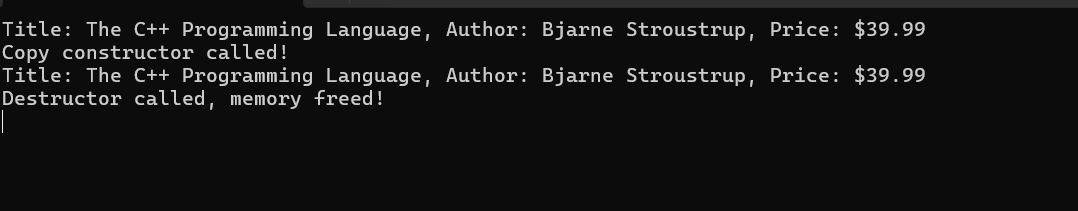 Title: The C++ Programming Language, Author: Bjarne Stroustrup, Price: $39.99
Copy constructor called!
Title: The C++ Programming Language, Author: Bjarne Stroustrup, Price: $39.99
Destructor called, memory freed!